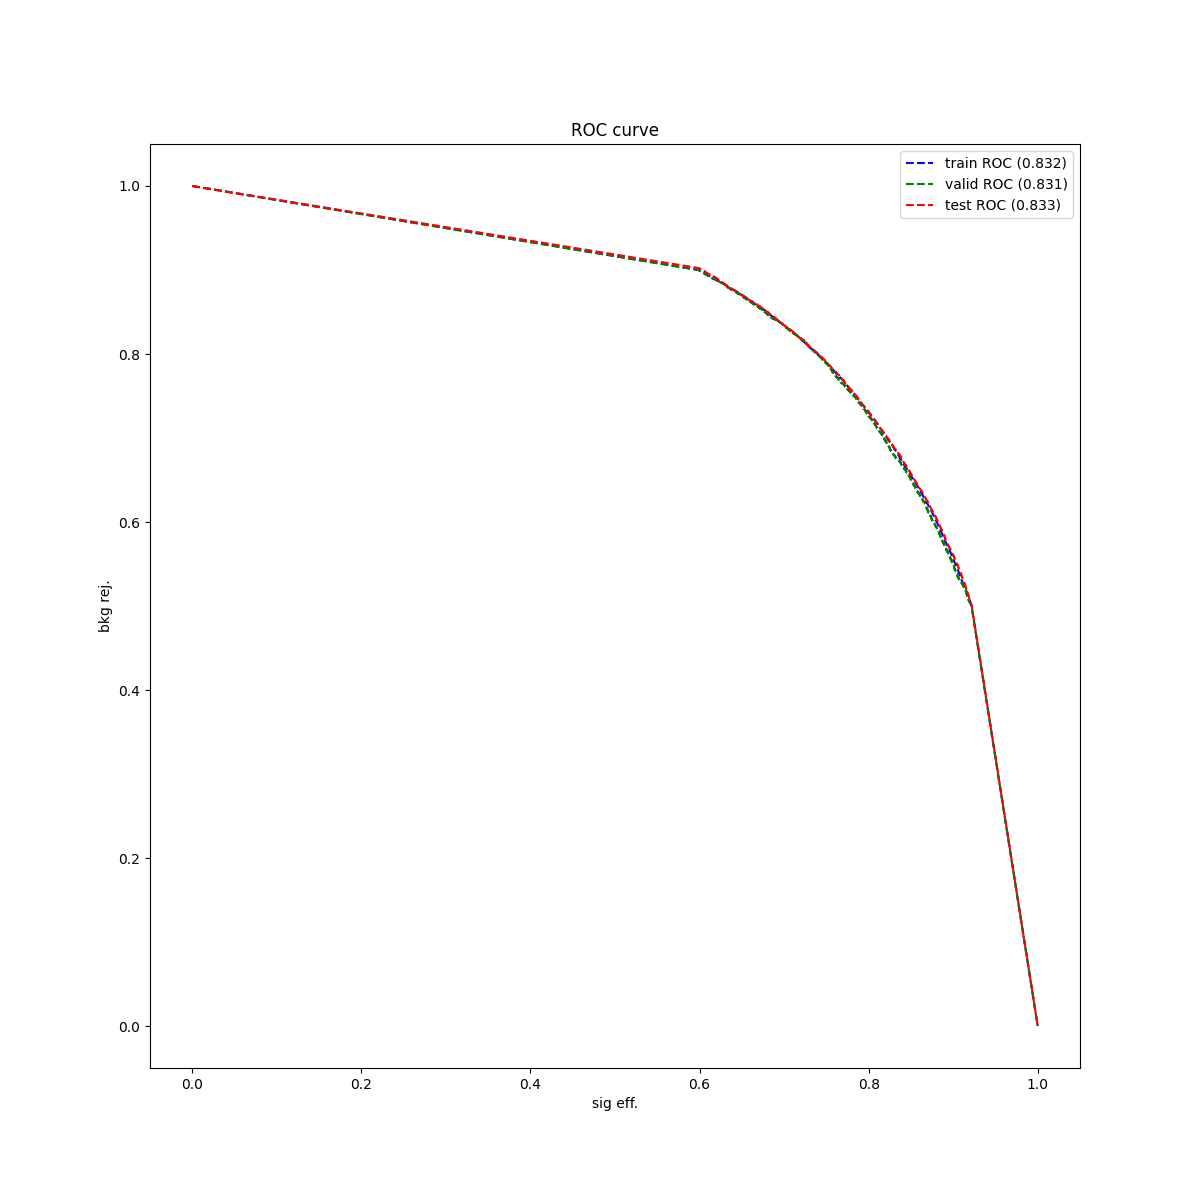 ROC curve
train ROC (0.832)
valid ROC (0.831)
test ROC (0.833)
1.0
0.8
0.6
0.4
0.2
0.0
bkg rej.
0.0 0.2 0.4 0.6 0.8 1.0
sig eff.